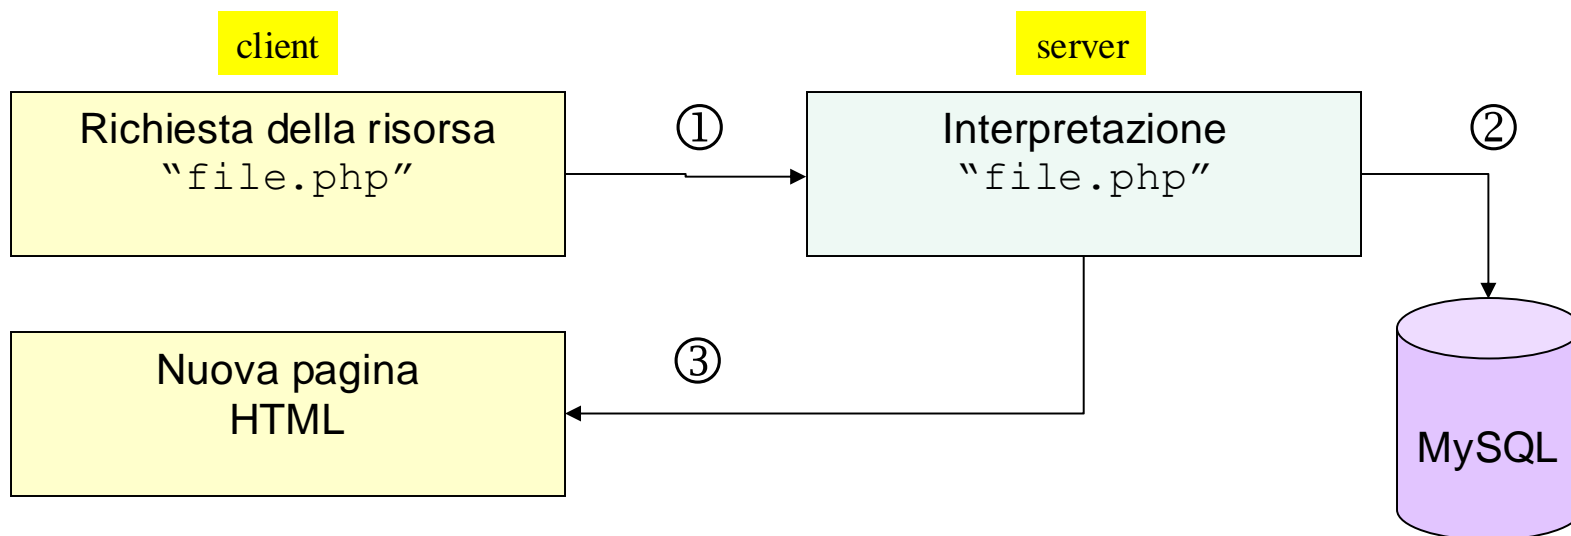 client
server
Richiesta della risorsa
“file.php”
①
Interpretazione
“file.php”
②
Nuova pagina
HTML
③
MySQL